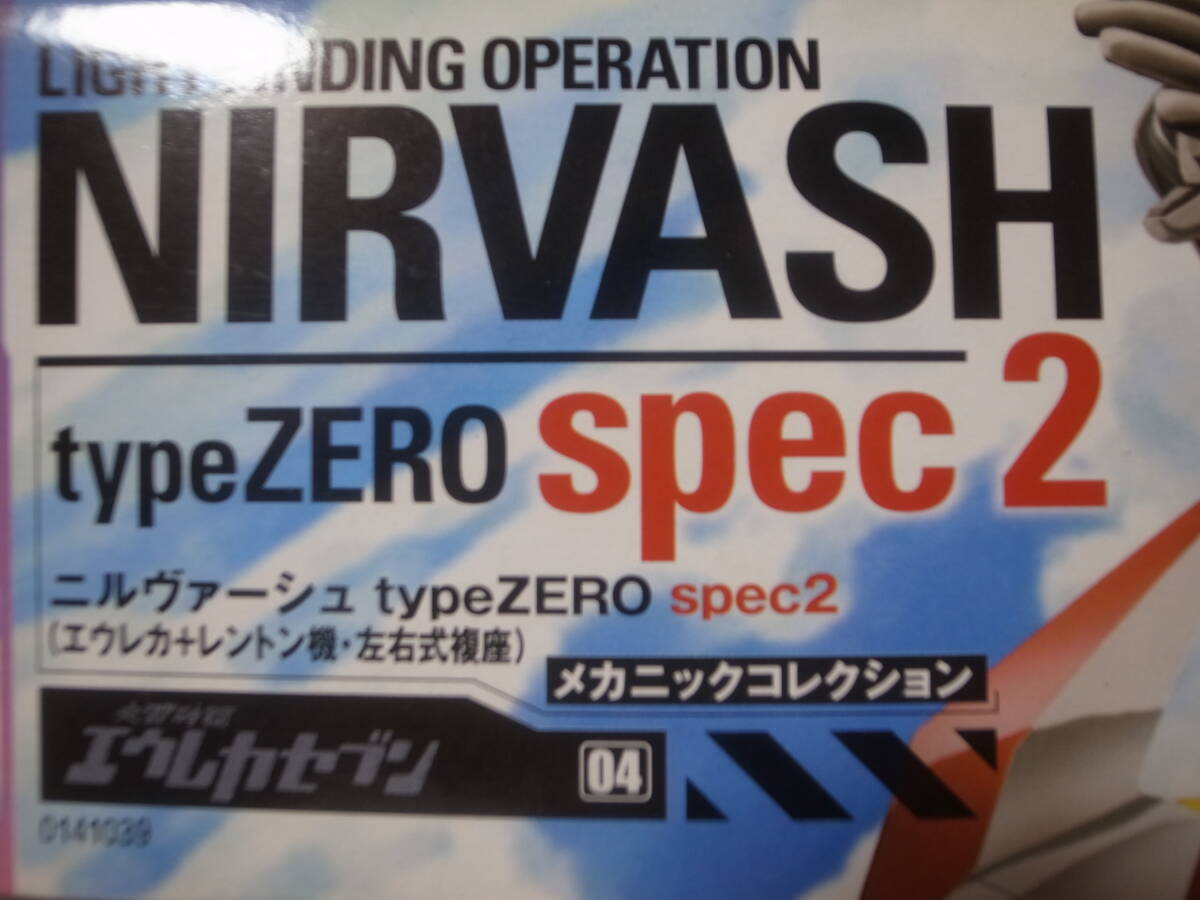 OPERATION
NIRVASH
typeZERO spec2
ニルヴァーシュ typeZERO spec2
(エウレカ+レントン機・左右式複座)
メカニックコレクション
エウレカセブン
04
0141039